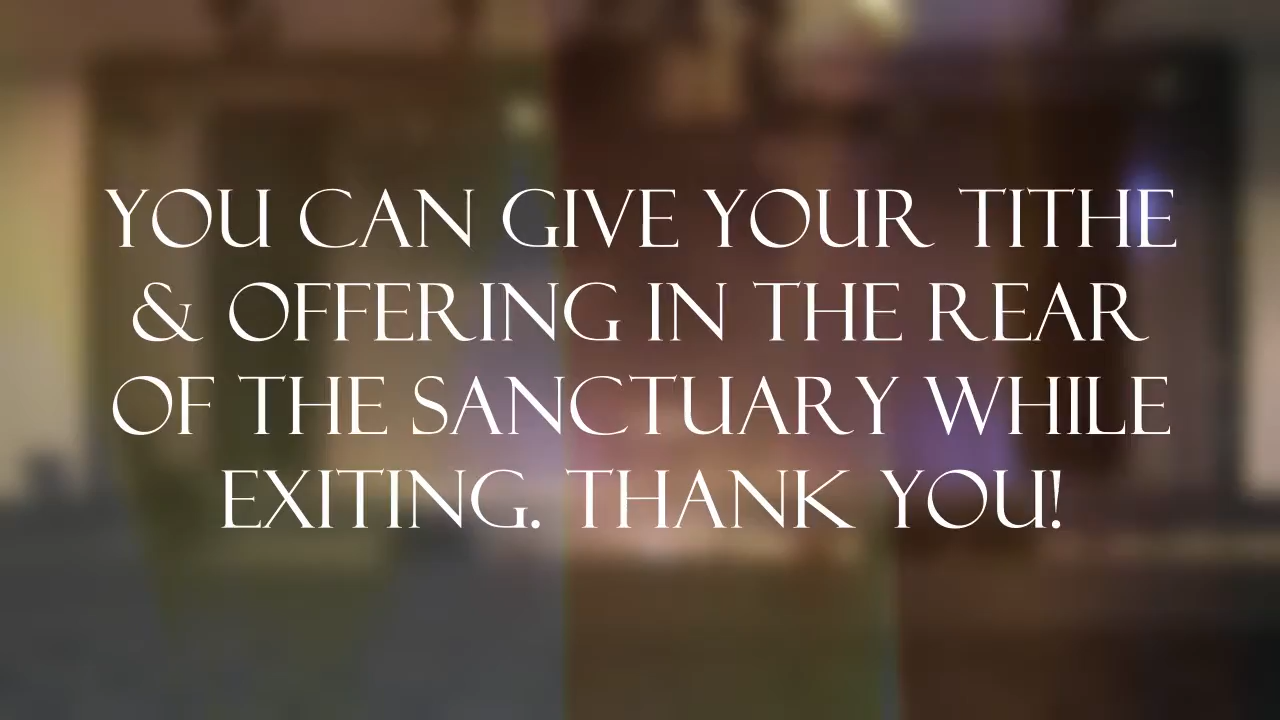 YOU CAN GIVE YOUR TITHE
& OFFERING IN THE REAR
OF THE SANCTUARY WHILE
EXITING. THANK YOU!